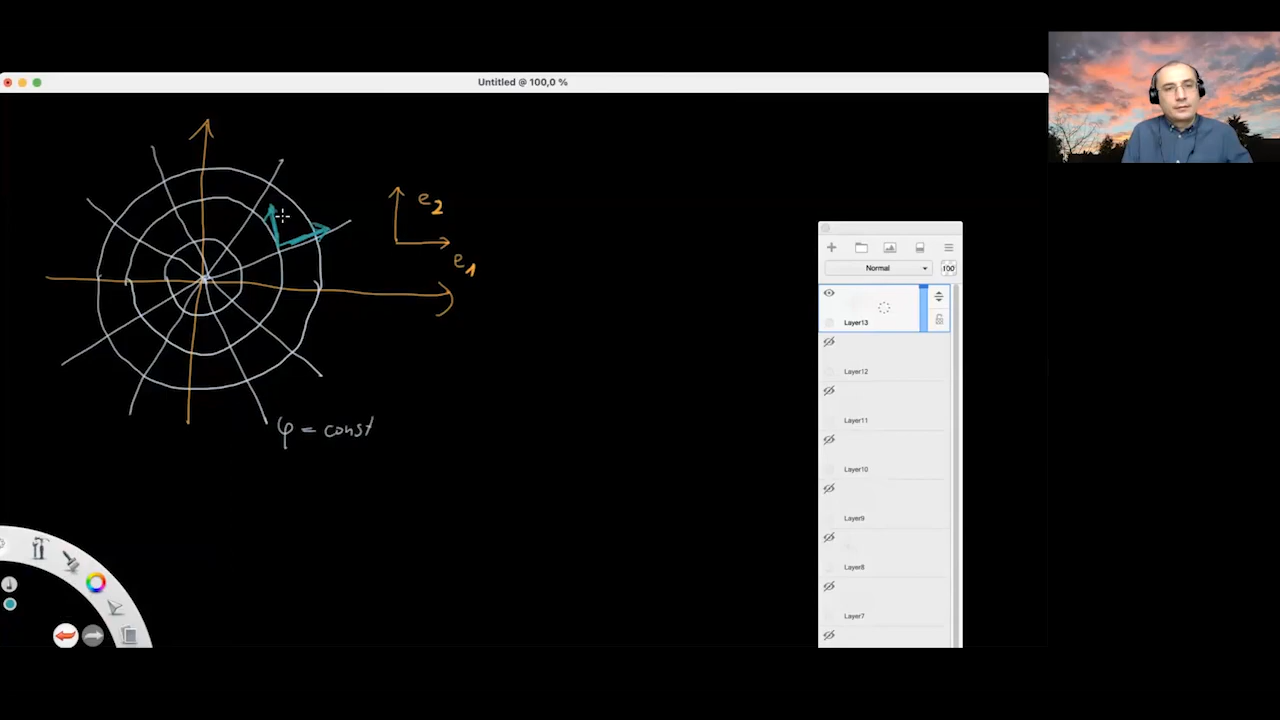 Untitled @ 100,0 %
e2
e1
φ = const
Normal
100
Layer13
Layer12
Layer11
Layer10
Layer9
Layer8
Layer7